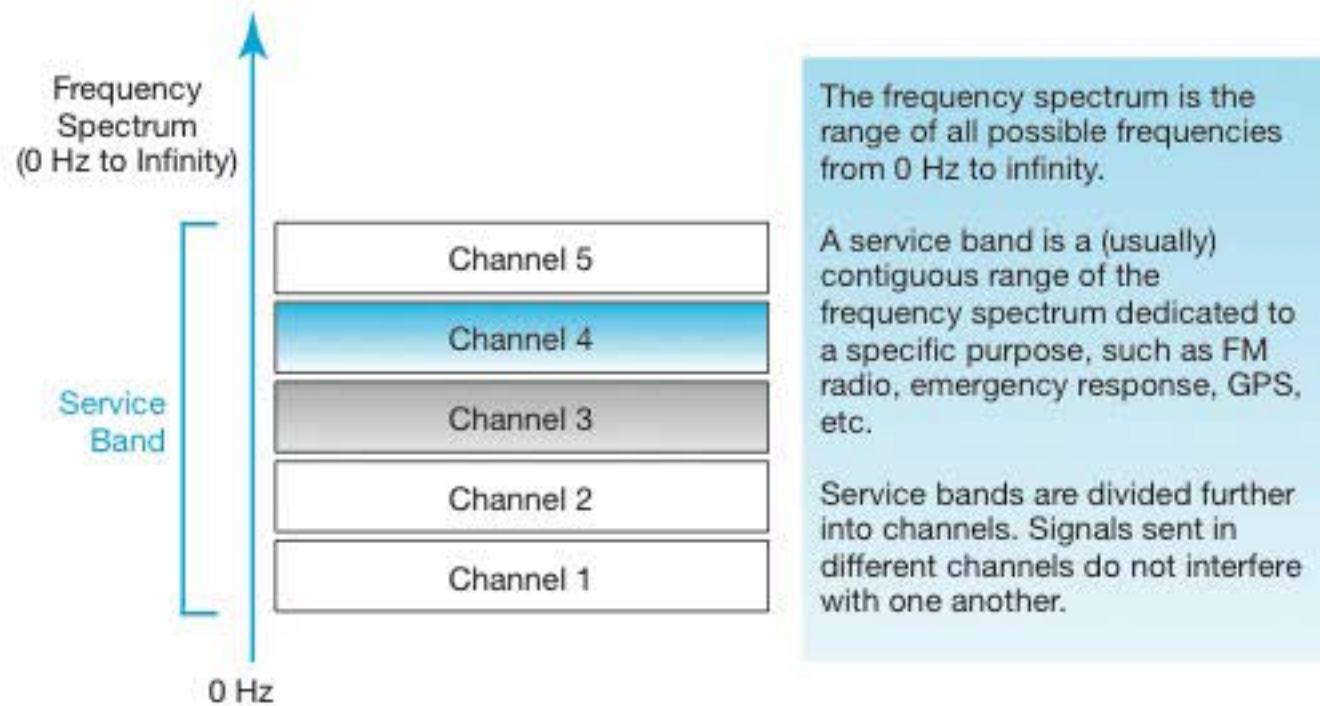 Frequency
Spectrum
(0 Hz to Infinity)
Channel 5
Channel 4
Channel 3
Channel 2
Channel 1
Service
Band
0 Hz
The frequency spectrum is the
range of all possible frequencies
from 0 Hz to infinity.
A service band is a (usually)
contiguous range of the
frequency spectrum dedicated to
a specific purpose, such as FM
radio, emergency response, GPS,
etc.
Service bands are divided further
into channels. Signals sent in
different channels do not interfere
with one another.